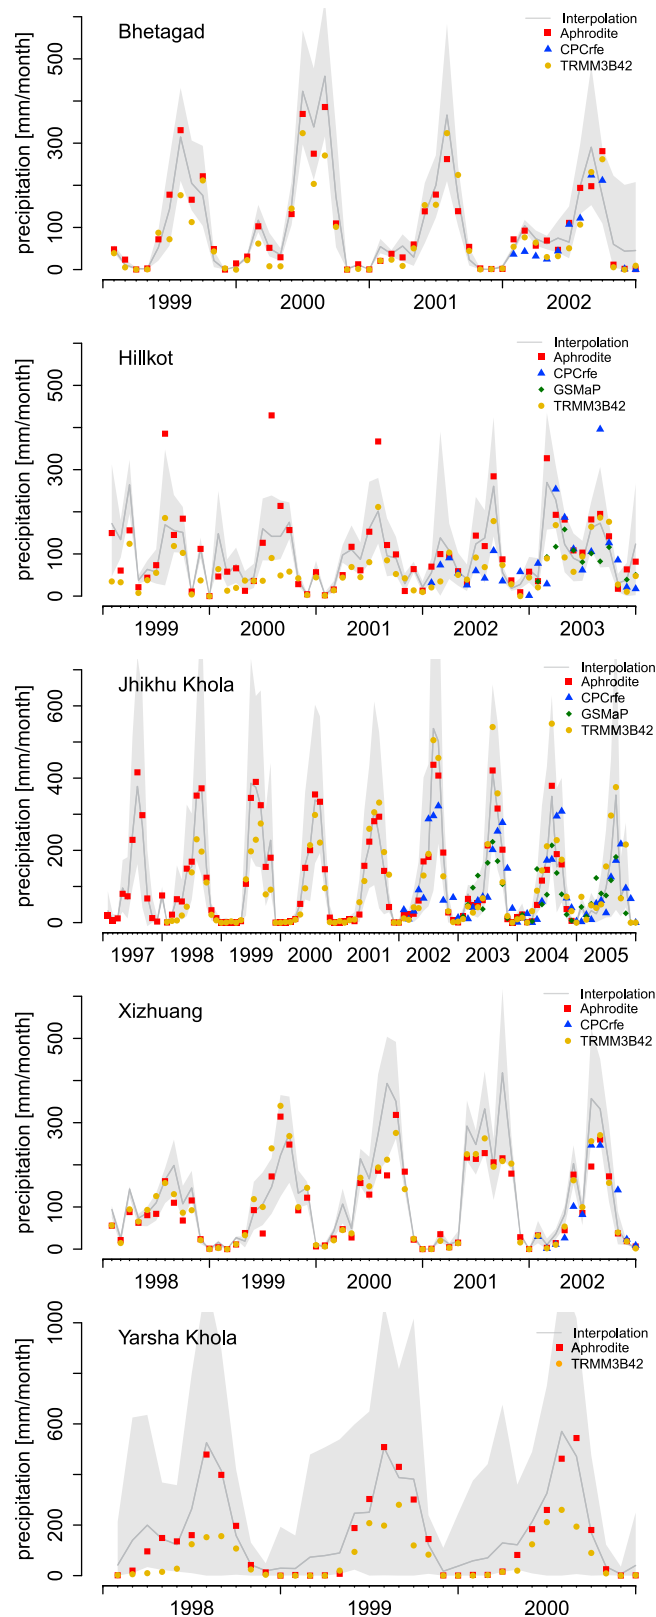 Bhetagad
Interpolation
Aphrodite
CPCrfe
TRMM3B42
precipitation [mm/month]
500
300
100
0
1999 2000 2001 2002
Hillkot
Interpolation
Aphrodite
CPCrfe
GSMaP
TRMM3B42
precipitation [mm/month]
500
300
100
0
1999 2000 2001 2002 2003
Jhikhu Khola
Interpolation
Aphrodite
CPCrfe
GSMaP
TRMM3B42
precipitation [mm/month]
600
400
200
0
1997 1998 1999 2000 2001 2002 2003 2004 2005
Xizhuang
Interpolation
Aphrodite
CPCrfe
TRMM3B42
precipitation [mm/month]
500
300
100
0
1998 1999 2000 2001 2002
Yarsha Khola
Interpolation
Aphrodite
TRMM3B42
precipitation [mm/month]
1000
600
200
0
1998 1999 2000